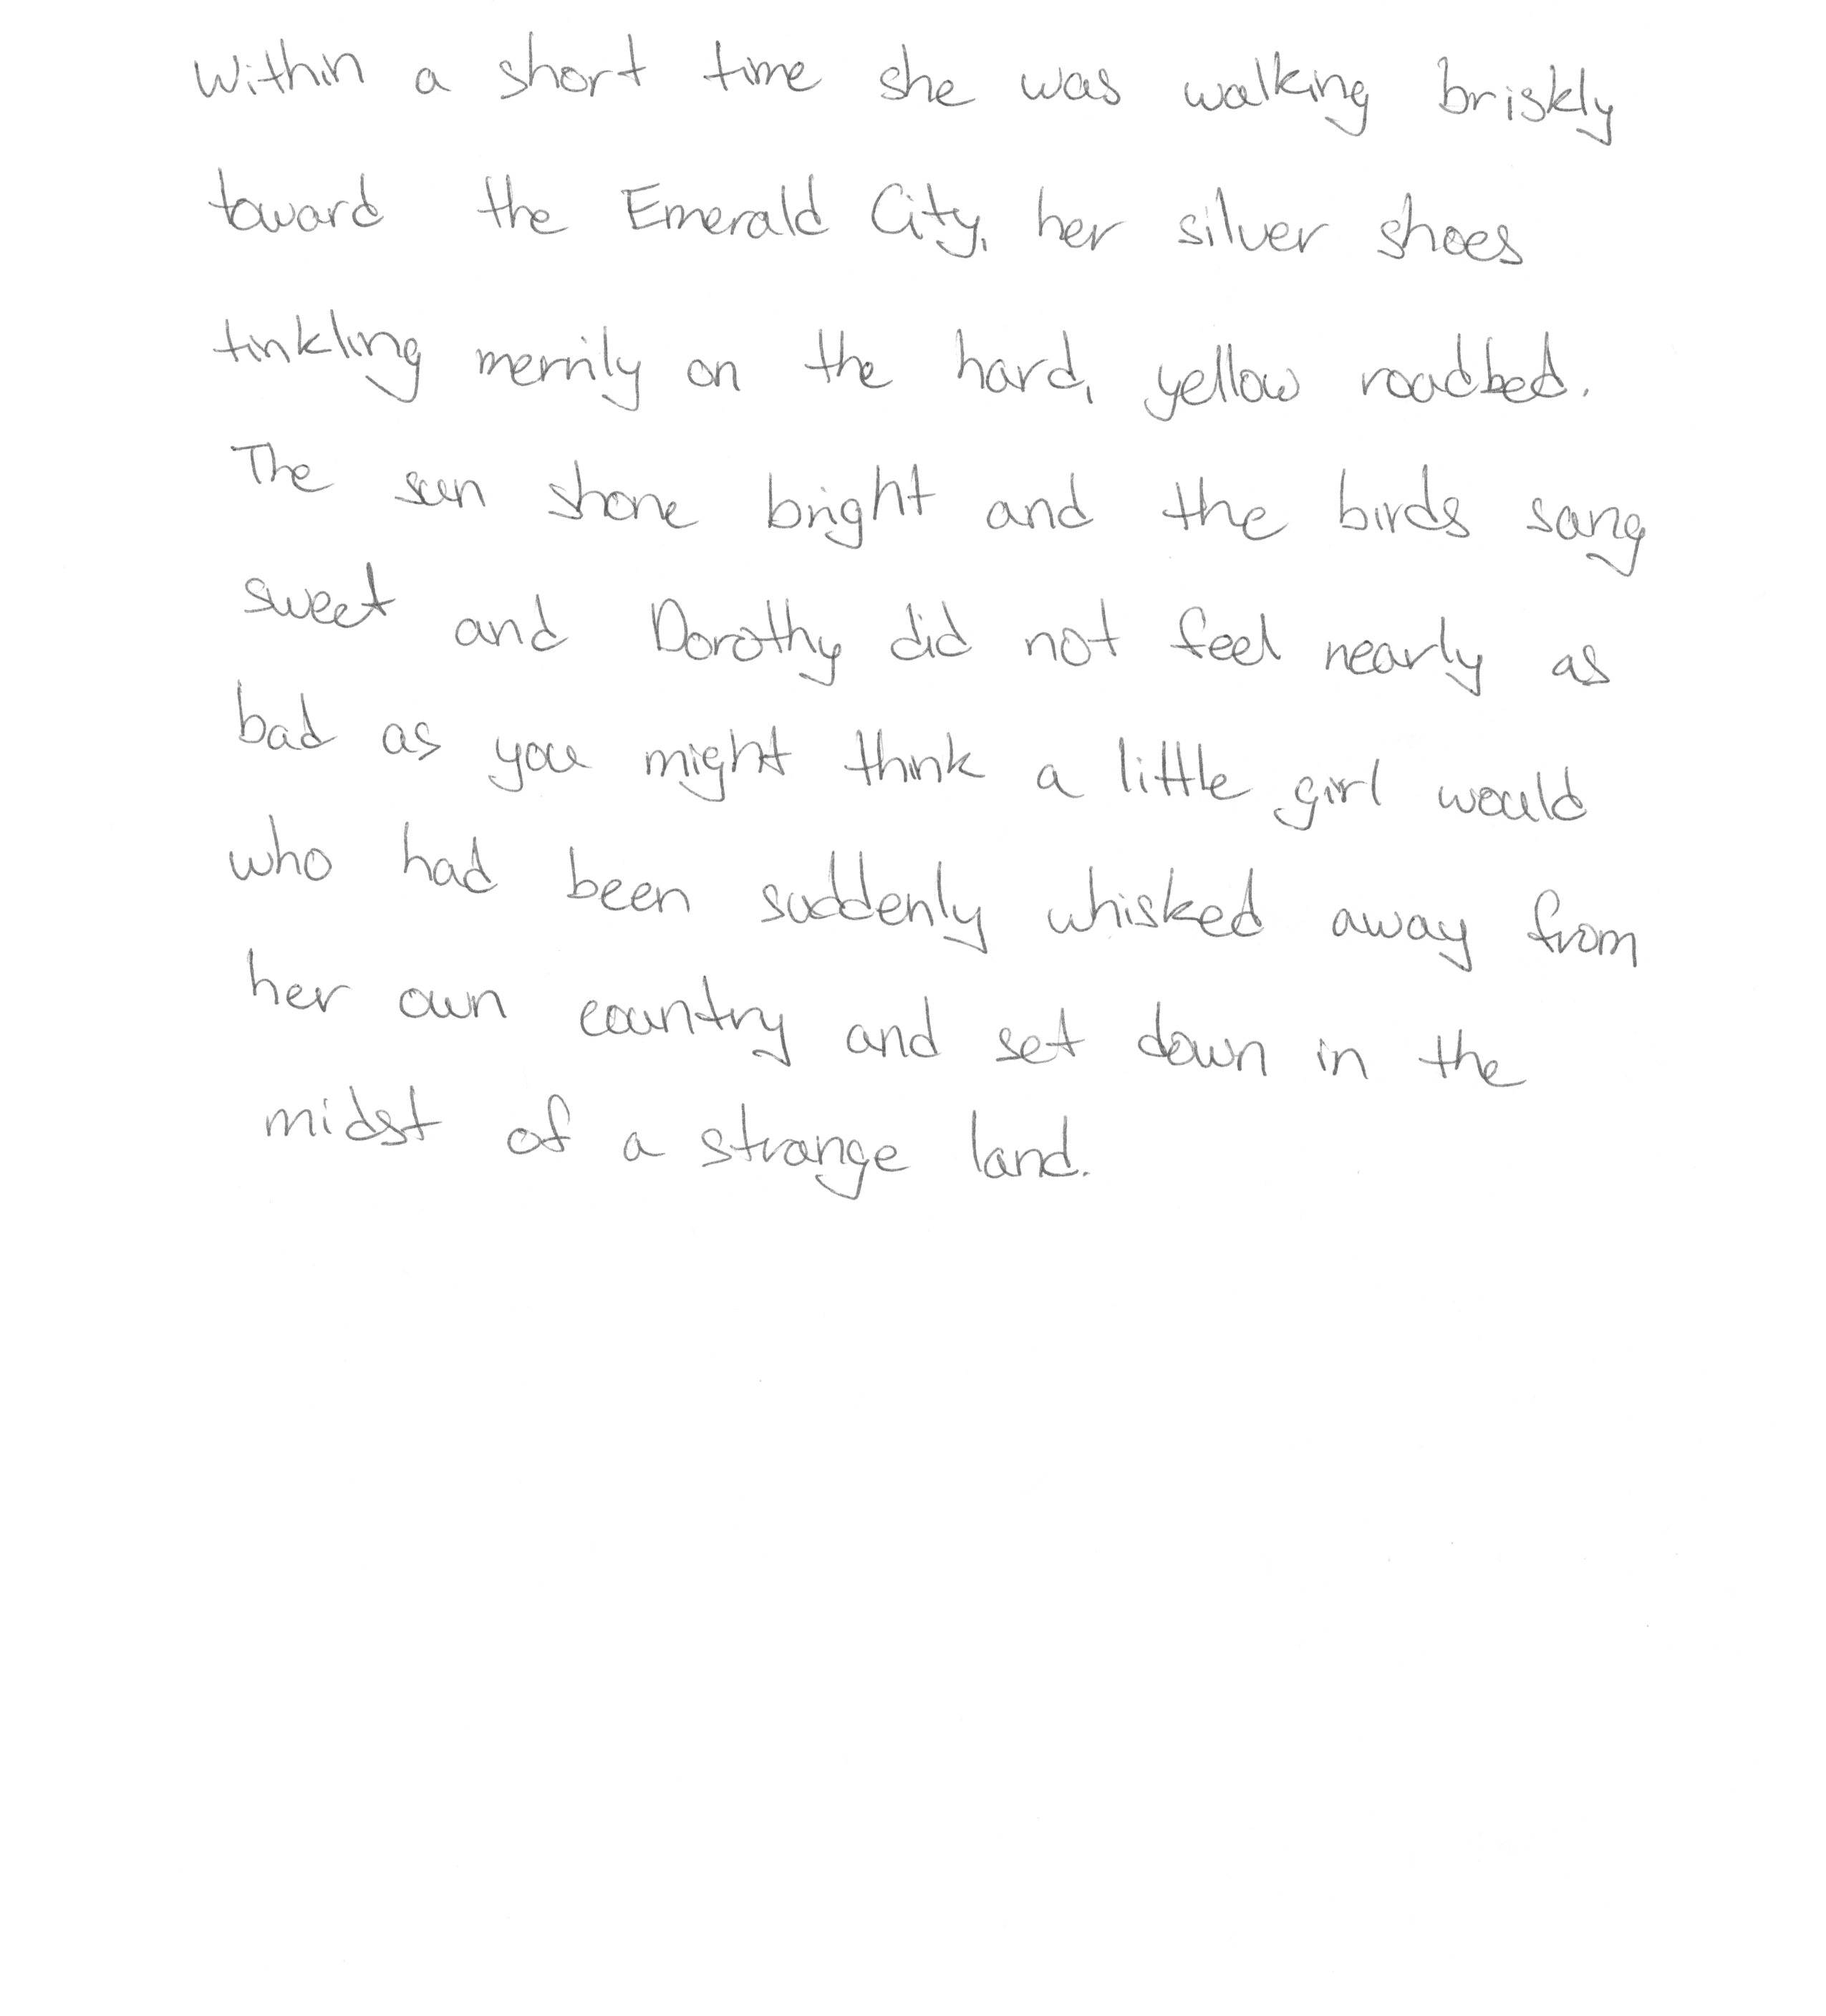 Within a short time she was walking briskly
toward the Emerald City, her silver shoes
tinkling merrily on the hard, yellow roadbed.
The sun shone bright and the birds sang
sweet and Dorothy did not feel nearly as
bad as you might think a little girl would
who had been suddenly whisked away from
her own country and set down in the
midst of a strange land.